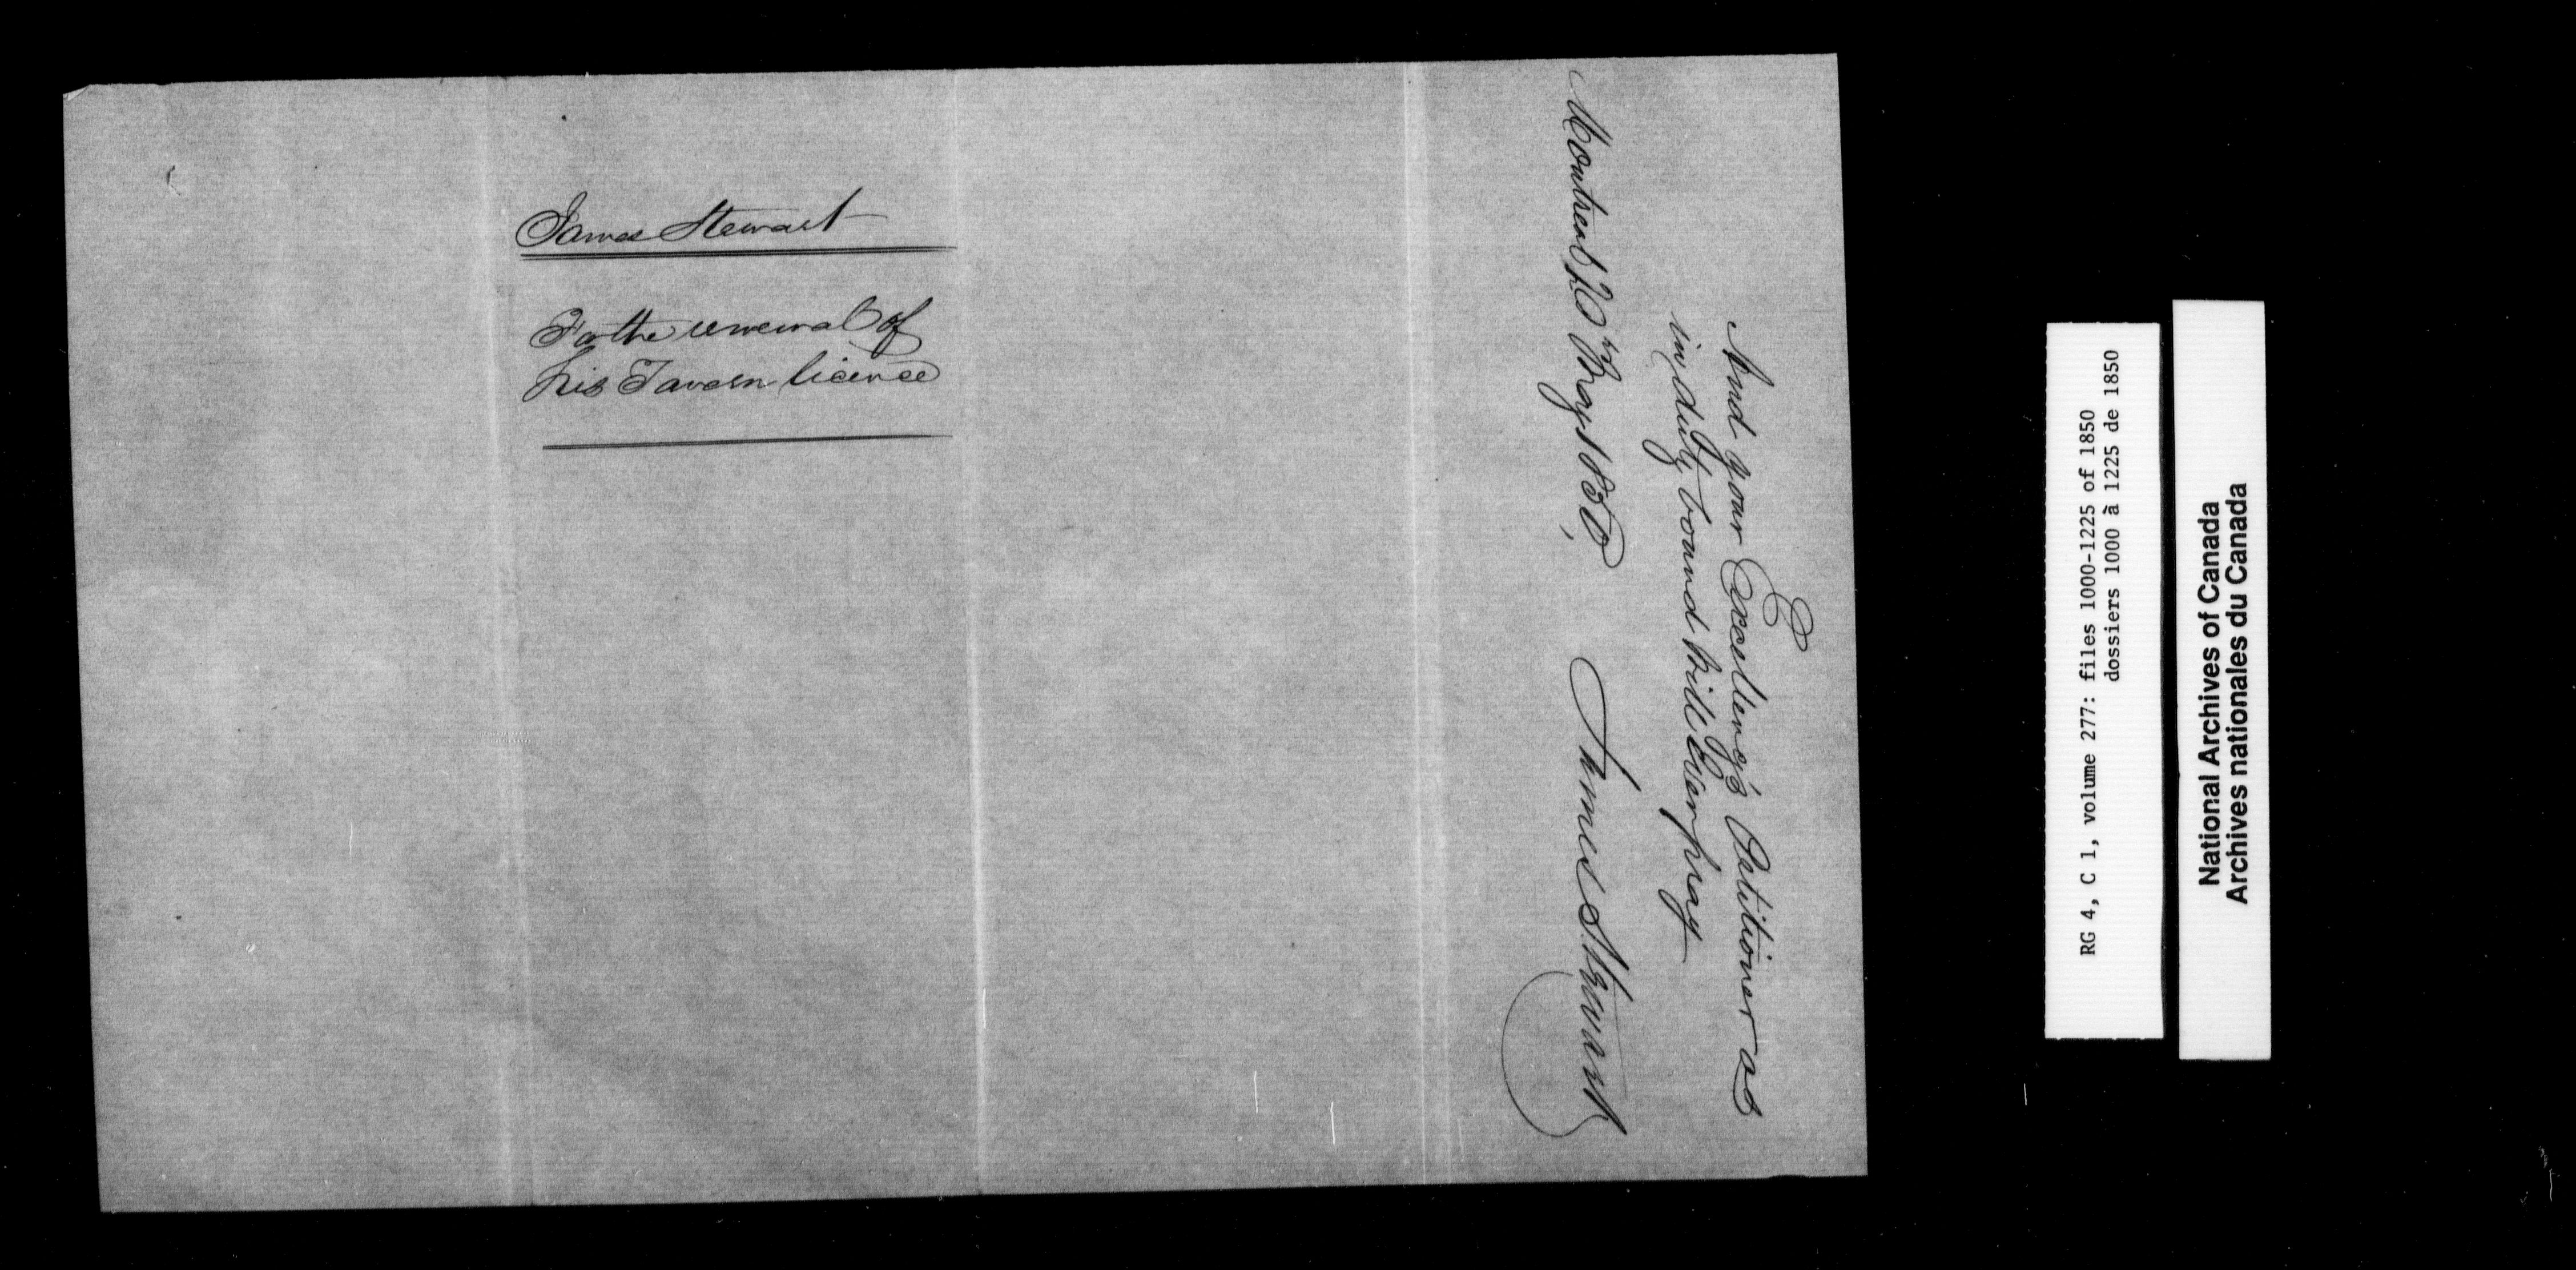 James Stewart
For the renewal of
his Tavern licence
And your Excellency's Petitioner as
in duty bound will Ever pray
Montreal 20th May 1850,
James Stewart
RG 4, C 1, volume 277: files 1000-1225 of 1850
dossiers 1000 à 1225 de 1850
National Archives of Canada
Archives nationales du Canada